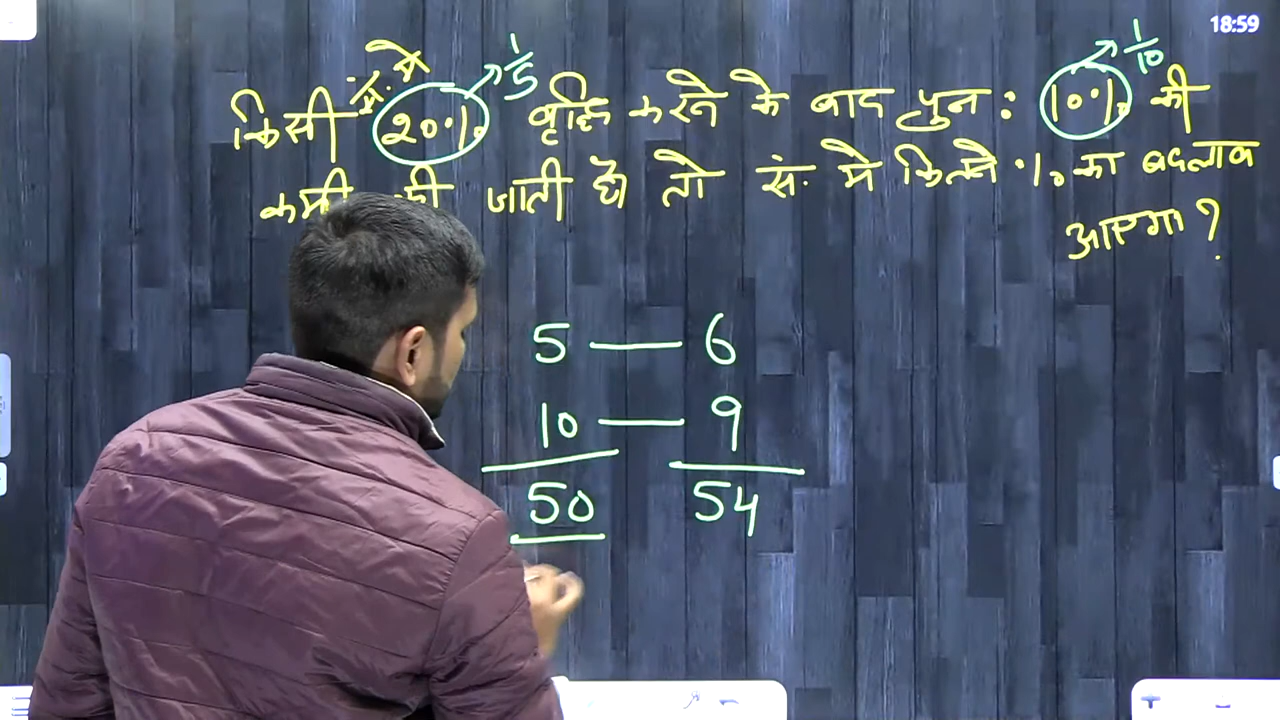 18:59
किसी सं. मे 20% वृद्धि करने के बाद पुन: 10% की
1/5
1/10
कमी की जाती है तो सं. मे कितने % का बदलाव
आएगा ?
5 — 6
10 — 9
50 54